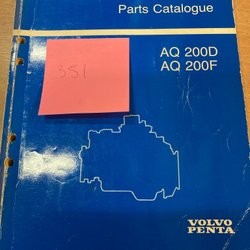 Parts Catalogue
AQ 200D
AQ 200F
351
VOLVO
PENTA